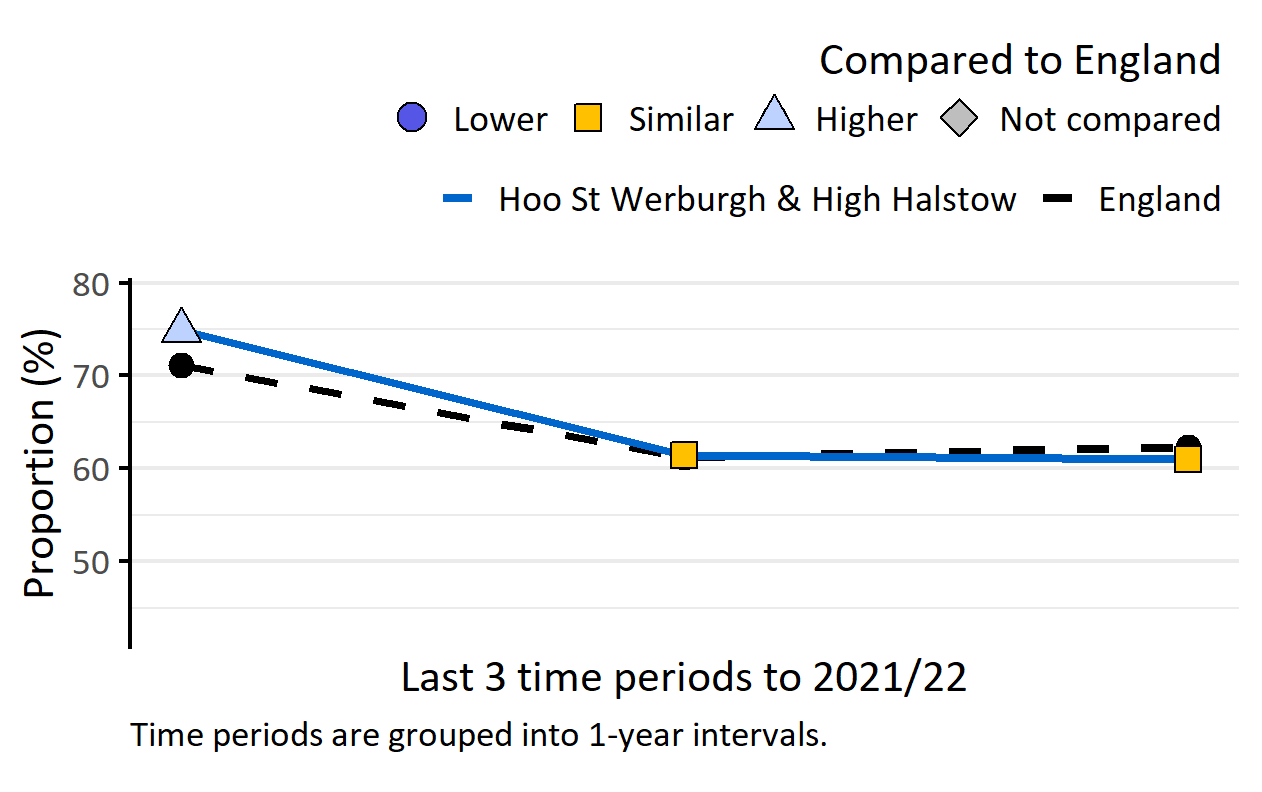 Compared to England
Lower Similar Higher Not compared
Hoo St Werburgh & High Halstow England
Proportion (%)
80
70
60
50
Last 3 time periods to 2021/22
Time periods are grouped into 1-year intervals.